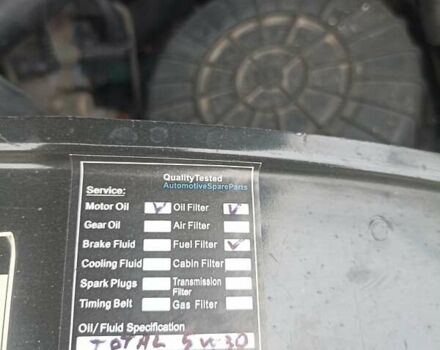 QualityTested
AutomotiveSpareParts
Service:
Motor Oil Oil Filter
Gear Oil Air Filter
Brake Fluid Fuel Filter
Cooling Fluid Cabin Filter
Spark Plugs Transmission Filter
Timing Belt Gas Filter
Oil/ Fluid Specification
TOTAL 5W30